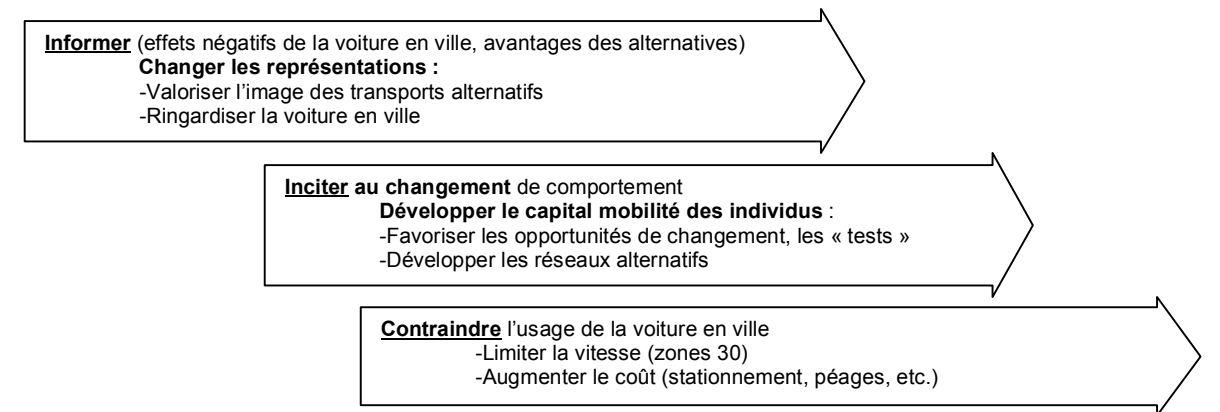 Informer (effets négatifs de la voiture en ville, avantages des alternatives)
Changer les représentations :
-Valoriser l’image des transports alternatifs
-Ringardiser la voiture en ville
Inciter au changement de comportement
Développer le capital mobilité des individus :
-Favoriser les opportunités de changement, les « tests »
-Développer les réseaux alternatifs
Contraindre l’usage de la voiture en ville
-Limiter la vitesse (zones 30)
-Augmenter le coût (stationnement, péages, etc.)